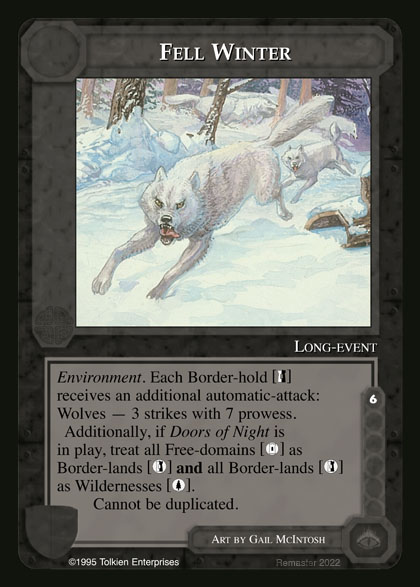 Fell Winter
Long-event
Environment. Each Border-hold [ ]
receives an additional automatic-attack:
Wolves — 3 strikes with 7 prowess.
Additionally, if Doors of Night is
in play, treat all Free-domains [ ] as
Border-lands [ ] and all Border-lands [ ]
as Wildernesses [ ].
Cannot be duplicated.
6
Art by Gail McIntosh
©1995 Tolkien Enterprises
Remaster 2022